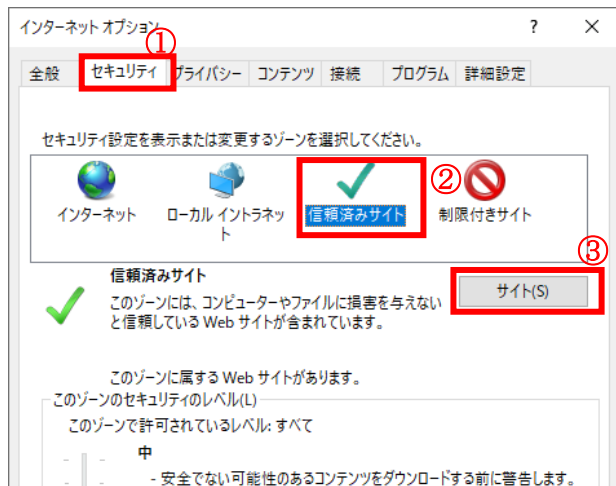 インターネット オプション ? ×
①
全般 セキュリティ プライバシー コンテンツ 接続 プログラム 詳細設定
セキュリティ設定を表示または変更するゾーンを選択してください。
②
インターネット ローカル イントラネット 信頼済みサイト 制限付きサイト
③
信頼済みサイト
サイト(S)
このゾーンには、コンピューターやファイルに損害を与えない
と信頼している Web サイトが含まれています。
このゾーンに属する Web サイトがあります。
このゾーンのセキュリティのレベル(L)
このゾーンで許可されているレベル: すべて
中
- 安全でない可能性のあるコンテンツをダウンロードする前に警告します。